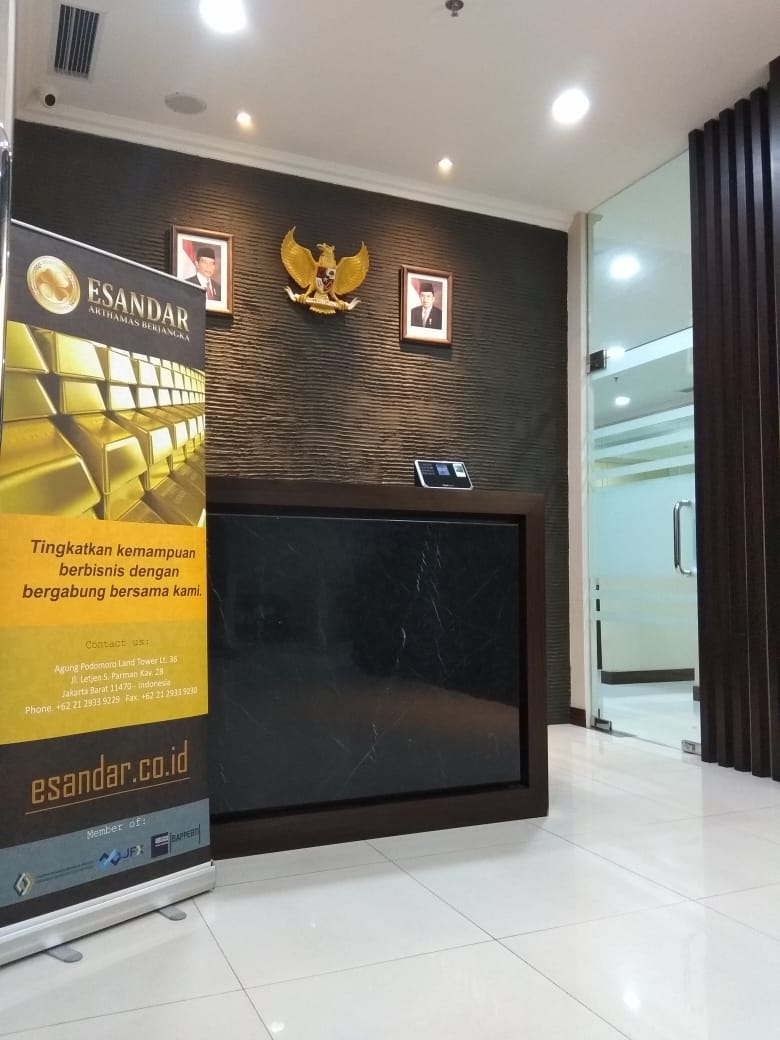 ESANDAR
ARTHAMAS BERJANGKA
Tingkatkan kemampuan
berbisnis dengan
bergabung bersama kami.
Contact us:
Agung Podomoro Land Tower Lt. 36
Jl. Letjen S. Parman Kav. 28
Jakarta Barat 11470 - Indonesia
Phone. +62 21 2933 9229 Fax. +62 21 2933 9230
esandar.co.id
Member of:
JFX
BAPPEBTI